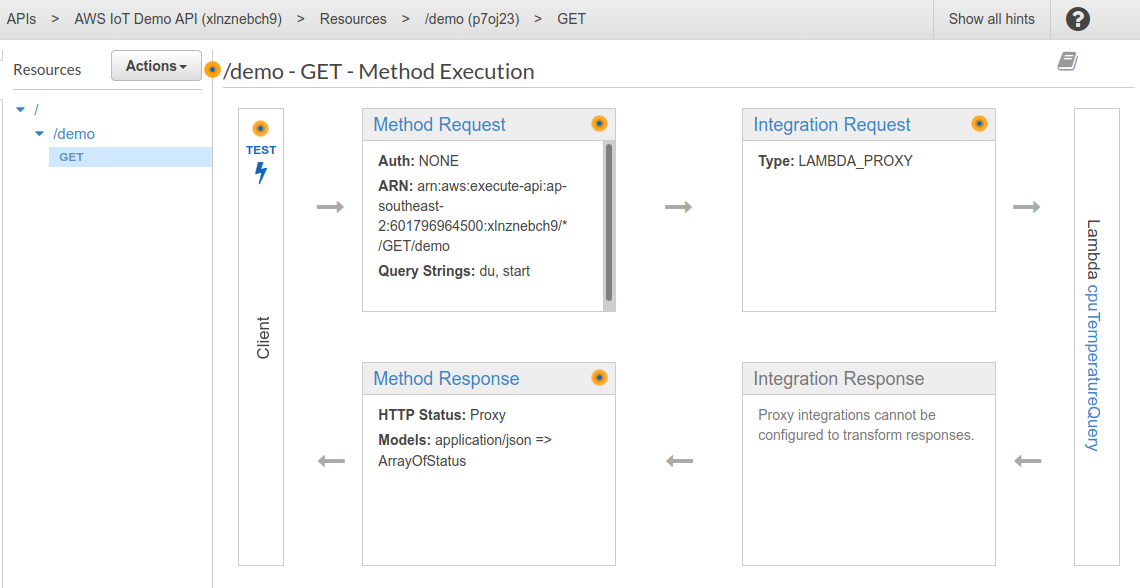 APIs > AWS IoT Demo API (xlnznebch9) > Resources > /demo (p7oj23) > GET
Show all hints
?
Resources
Actions
/demo - GET - Method Execution
/
/demo
GET
TEST
Client
Method Request
Auth: NONE
ARN: arn:aws:execute-api:ap-
southeast-
2:601796964500:xlnznebch9/*
/GET/demo
Query Strings: du, start
Integration Request
Type: LAMBDA_PROXY
Lambda cpuTemperatureQuery
Method Response
HTTP Status: Proxy
Models: application/json =>
ArrayOfStatus
Integration Response
Proxy integrations cannot be
configured to transform responses.